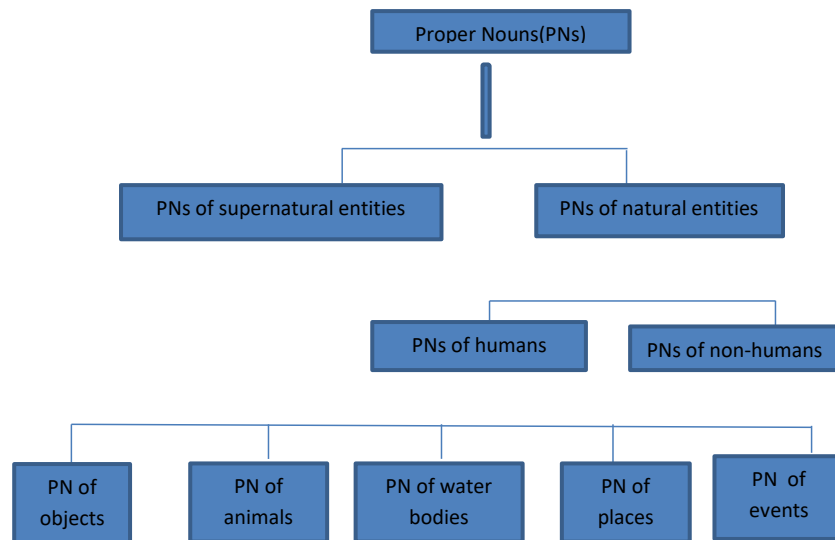 Proper Nouns(PNs)
PNs of supernatural entities
PNs of natural entities
PNs of humans
PNs of non-humans
PN of
objects
PN of
animals
PN of water
bodies
PN of
places
PN of
events